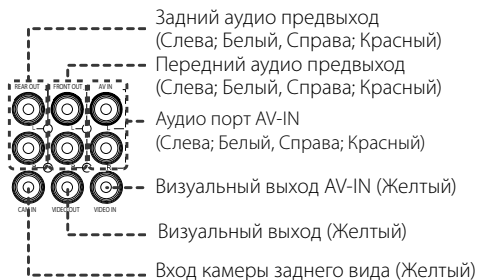 Задний аудио предвыход
(Слева; Белый, Справа; Красный)
Передний аудио предвыход
(Слева; Белый, Справа; Красный)
REAR OUT FRONT OUT AV IN
L L L
Аудио порт AV-IN
(Слева; Белый, Справа; Красный)
R R R
Визуальный выход AV-IN (Желтый)
CAM IN VIDEO OUT VIDEO IN
Визуальный выход (Желтый)
Вход камеры заднего вида (Желтый)